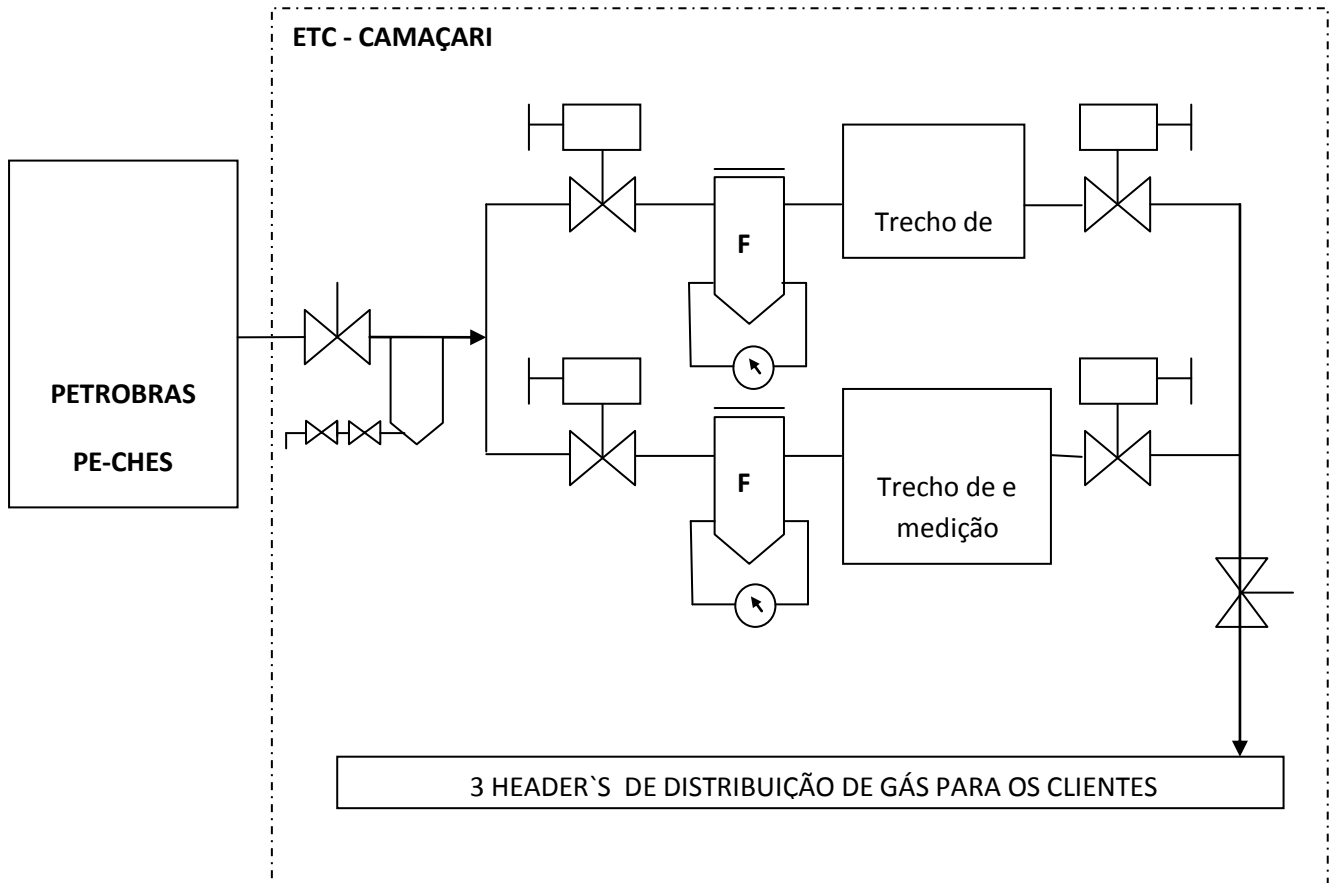 ETC - CAMAÇARI
PETROBRAS
PE-CHES
F
Trecho de
F
Trecho de e
medição
3 HEADER`S DE DISTRIBUIÇÃO DE GÁS PARA OS CLIENTES